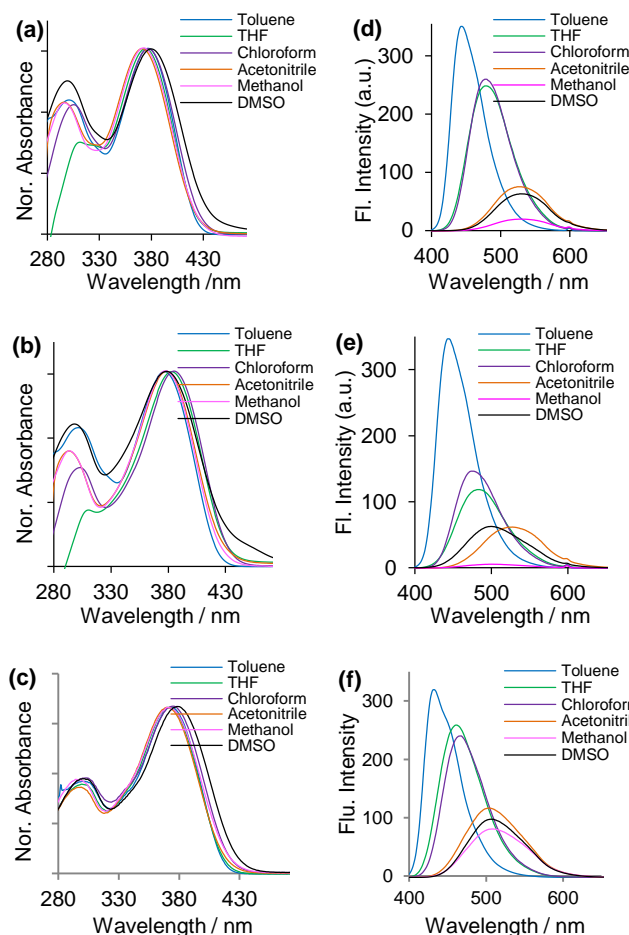 (a)
Toluene
THF
Chloroform
Acetonitrile
Methanol
DMSO
Nor. Absorbance
280 330 380 430
Wavelength /nm
(d)
Toluene
THF
Chloroform
Acetonitrile
Methanol
DMSO
Fl. Intensity (a.u.)
300
200
100
0
400 500 600
Wavelength / nm
(b)
Toluene
THF
Chloroform
Acetonitrile
Methanol
DMSO
Nor. Absorbance
280 330 380 430
Wavelength / nm
(e)
Toluene
THF
Chloroform
Acetonitrile
Methanol
DMSO
Fl. Intensity (a.u.)
300
200
100
0
400 500 600
Wavelength / nm
(c)
Toluene
THF
Chloroform
Acetonitrile
Methanol
DMSO
Nor. Absorbance
280 330 380 430
Wavelength / nm
(f)
Toluene
THF
Chlorofor
Acetonitri
Methanol
DMSO
Flu. Intensity
300
200
100
0
400 500 600
Wavelength / nm